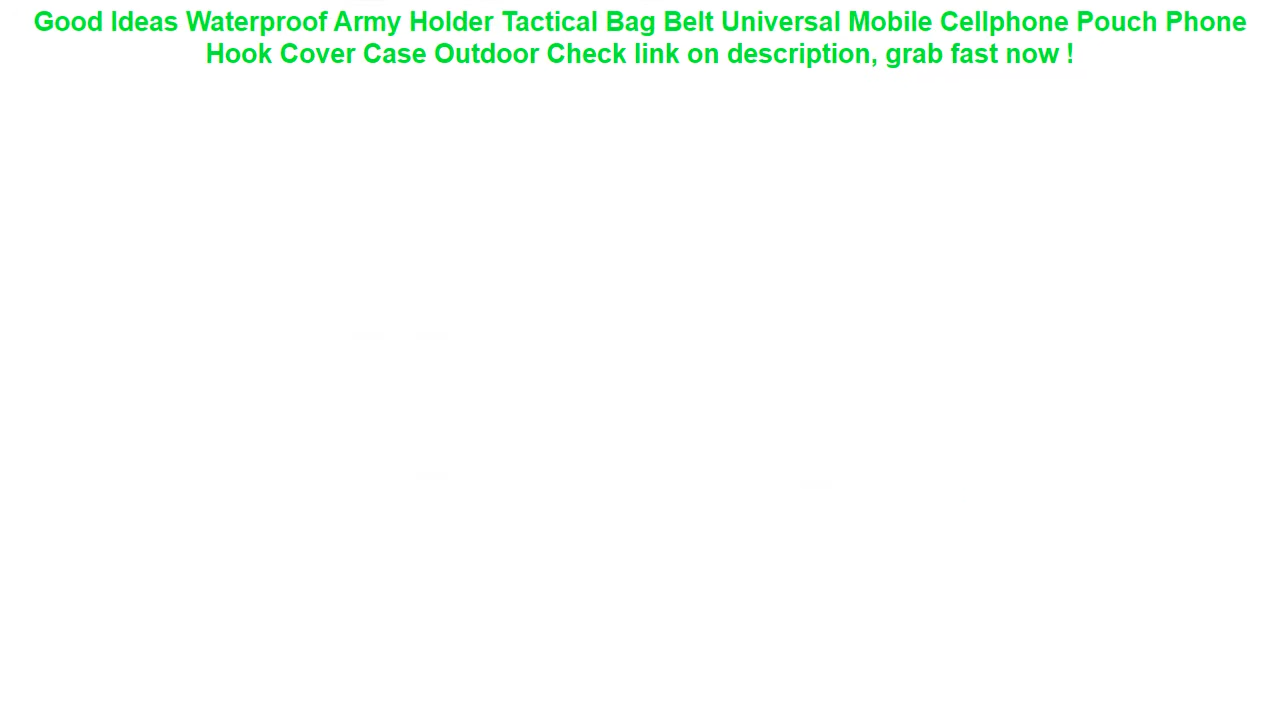 Good Ideas Waterproof Army Holder Tactical Bag Belt Universal Mobile Cellphone Pouch Phone
Hook Cover Case Outdoor Check link on description, grab fast now !